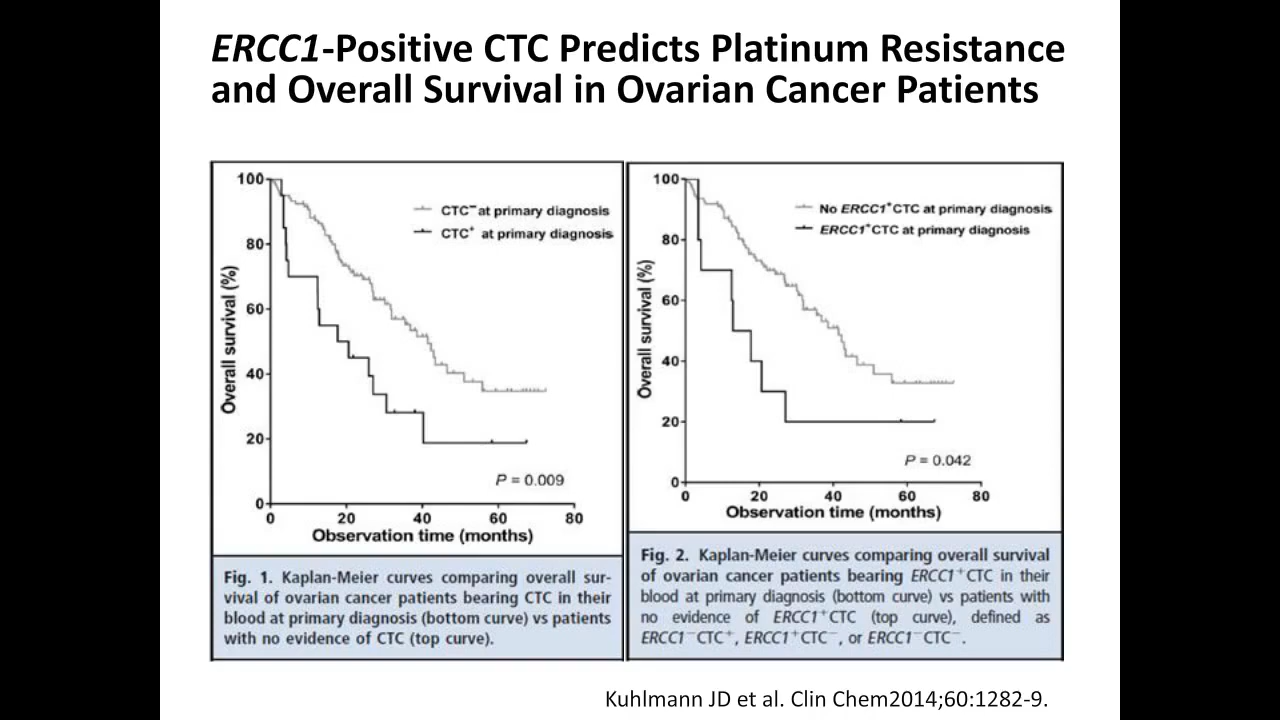 ERCC1-Positive CTC Predicts Platinum Resistance
and Overall Survival in Ovarian Cancer Patients
100
80
60
40
20
0
Overall survival (%)
CTC⁻ at primary diagnosis
CTC⁺ at primary diagnosis
P = 0.009
0 20 40 60 80
Observation time (months)
Fig. 1. Kaplan-Meier curves comparing overall sur-
vival of ovarian cancer patients bearing CTC in their
blood at primary diagnosis (bottom curve) vs patients
with no evidence of CTC (top curve).
100
80
60
40
20
0
Overall survival (%)
No ERCC1⁺CTC at primary diagnosis
ERCC1⁺CTC at primary diagnosis
P = 0.042
0 20 40 60 80
Observation time (months)
Fig. 2. Kaplan-Meier curves comparing overall survival
of ovarian cancer patients bearing ERCC1⁺CTC in their
blood at primary diagnosis (bottom curve) vs patients with
no evidence of ERCC1⁺CTC (top curve), defined as
ERCC1⁻CTC⁺, ERCC1⁺CTC⁻, or ERCC1⁻CTC⁻.
Kuhlmann JD et al. Clin Chem2014;60:1282-9.